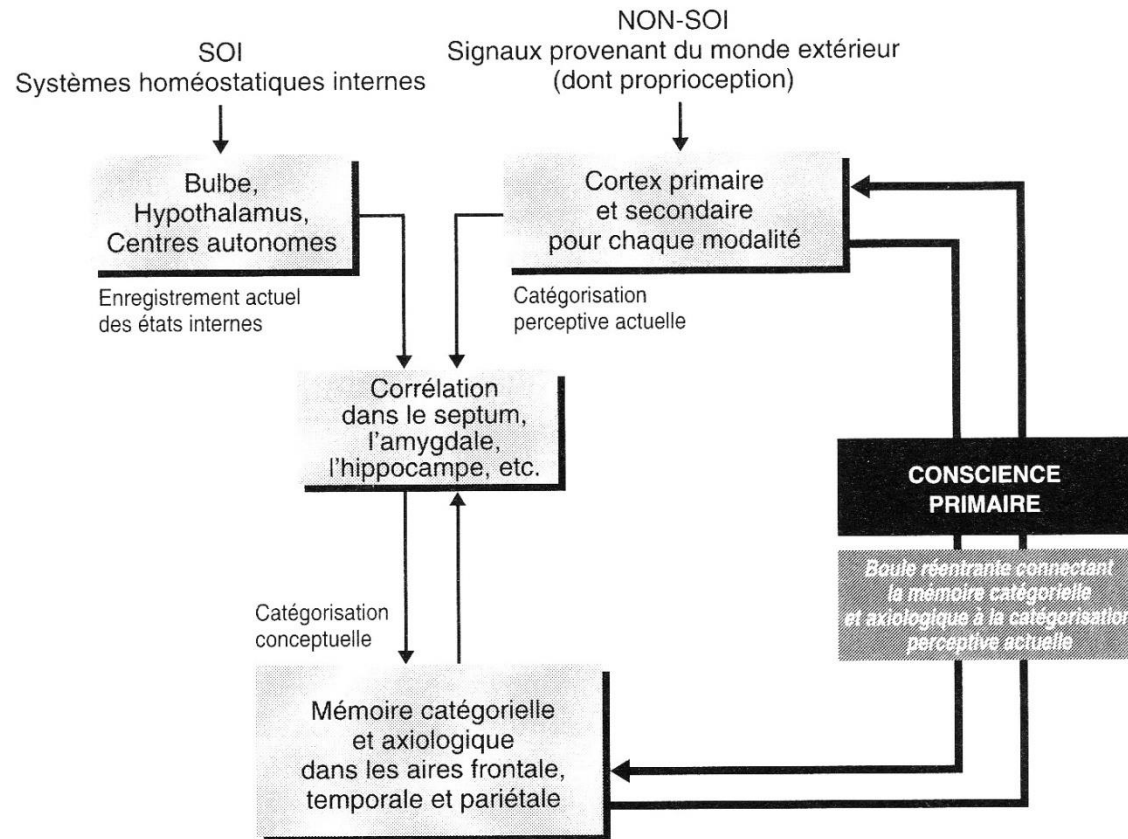 SOI
Systèmes homéostatiques internes
NON-SOI
Signaux provenant du monde extérieur
(dont proprioception)
Bulbe,
Hypothalamus,
Centres autonomes
Cortex primaire
et secondaire
pour chaque modalité
Enregistrement actuel
des états internes
Catégorisation
perceptive actuelle
Corrélation
dans le septum,
l'amygdale,
l'hippocampe, etc.
CONSCIENCE
PRIMAIRE
Boule réentrante connectant
la mémoire catégorielle
et axiologique à la catégorisation
perceptive actuelle
Catégorisation
conceptuelle
Mémoire catégorielle
et axiologique
dans les aires frontale,
temporale et pariétale